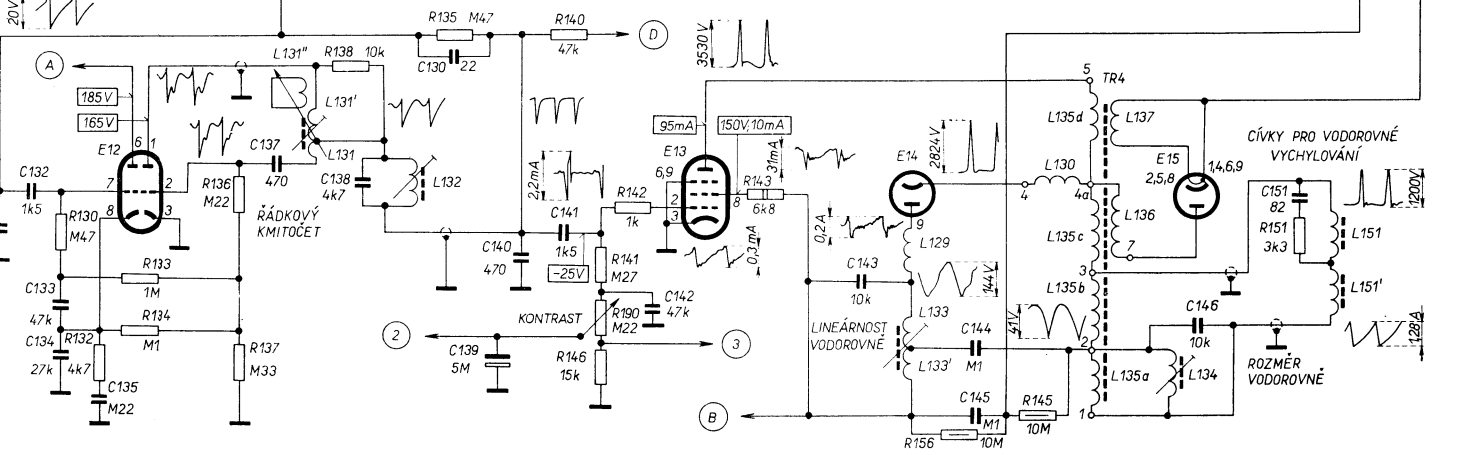 20V
R135 M47
C130 22
R140
47k
D
3530V
A
L131"
R138 10k
L131'
L131
185V
165V
6 1
E12
7
2
8
3
C132
1k5
R130
M47
C137
470
R136
M22
ŘÁDKOVÝ
KMITOČET
C138
4k7
L132
R133
1M
C133
47k
R134
M1
C134
27k
R132
4k7
C135
M22
R137
M33
2,2mA
C141
1k5
C140
470
-25V
R142
1k
R141
M27
C142
47k
KONTRAST
R190
M22
2
C139
5M
R146
15k
3
95mA
150V,10mA
E13
6,9
2
3
8
31mA
R143
6k8
0,3mA
0,2A
2824V
E14
9
L129
144V
C143
10k
LINEÁRNOST
VODOROVNĚ
L133
L133'
C144
M1
B
C145
M1
R145
10M
R156
10M
41V
5
TR4
L135d
L137
L130
4
4a
L135c
L136
7
3
L135b
2
L135a
1
E15
2,5,8
1,4,6,9
C146
10k
L134
CÍVKY PRO VODOROVNÉ
VYCHYLOVÁNÍ
C151
82
R151
3k3
L151
L151'
1200V
1,28A
ROZMĚR
VODOROVNĚ